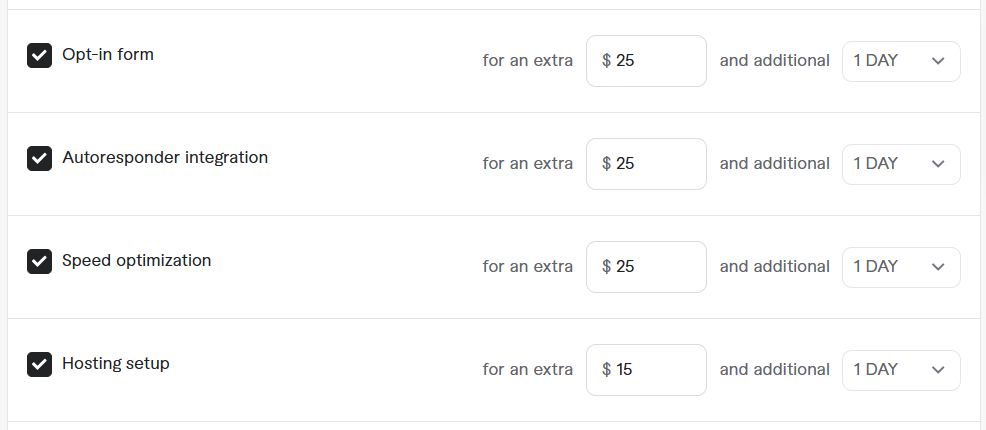 Opt-in form for an extra $ 25 and additional 1 DAY
Autoresponder integration for an extra $ 25 and additional 1 DAY
Speed optimization for an extra $ 25 and additional 1 DAY
Hosting setup for an extra $ 15 and additional 1 DAY